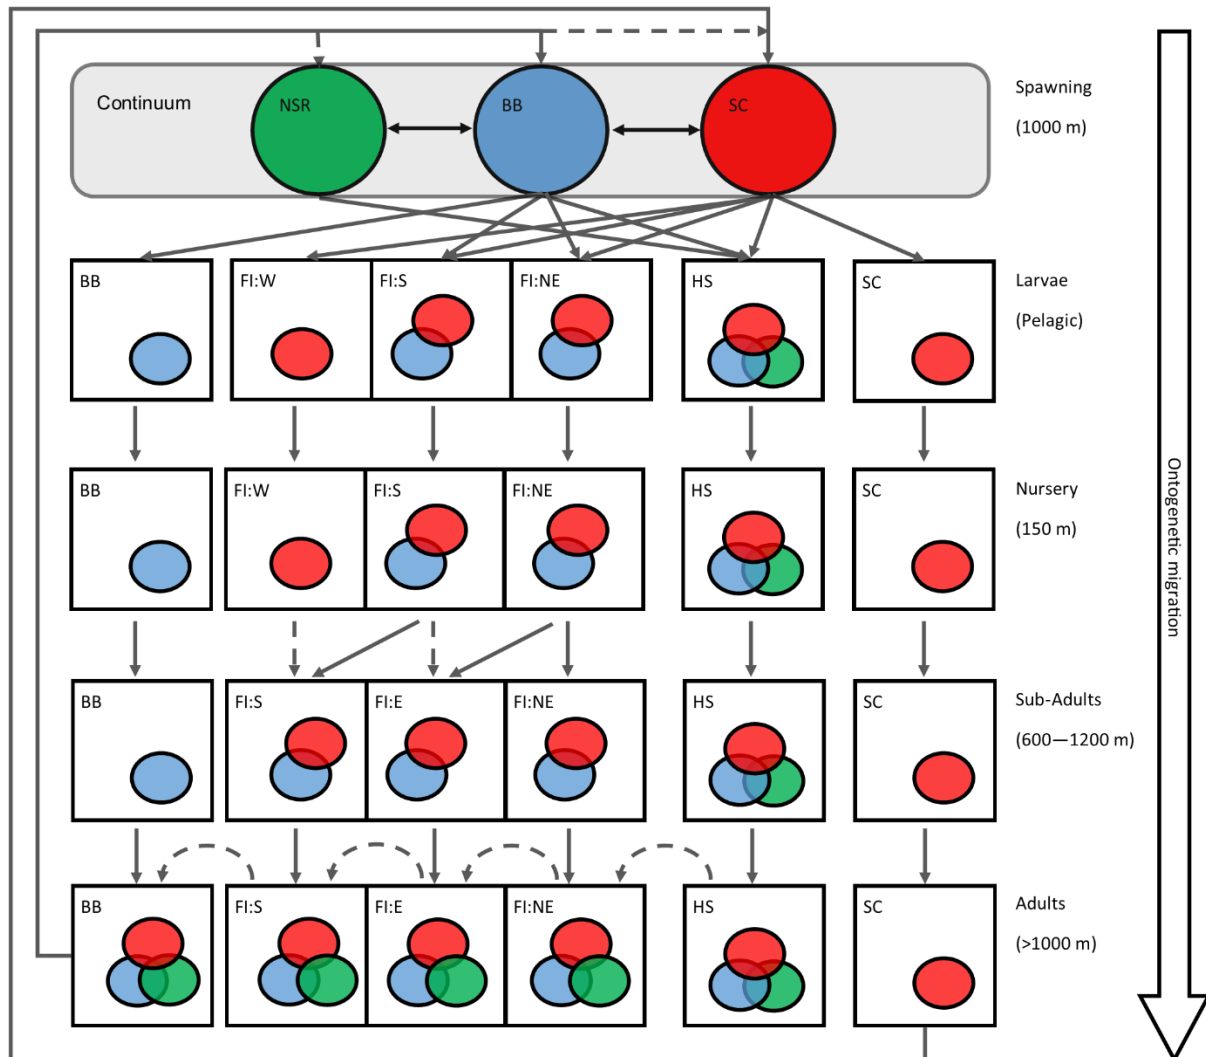 Continuum
NSR
BB
SC
Spawning
(1000 m)
BB
FI:W
FI:S
FI:NE
HS
SC
Larvae
(Pelagic)
BB
FI:W
FI:S
FI:NE
HS
SC
Nursery
(150 m)
Ontogenetic migration
BB
FI:S
FI:E
FI:NE
HS
SC
Sub-Adults
(600—1200 m)
BB
FI:S
FI:E
FI:NE
HS
SC
Adults
(>1000 m)